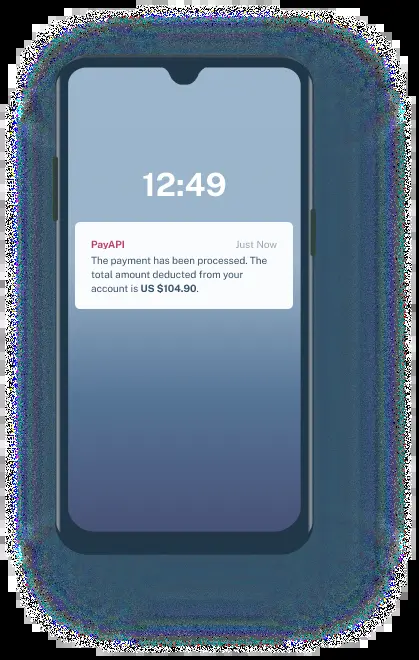 12:49
PayAPI Just Now
The payment has been processed. The
total amount deducted from your
account is US $104.90.